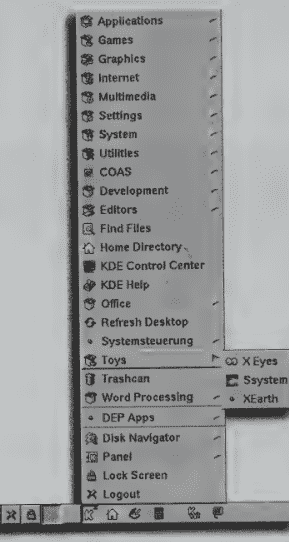 Applications
Games
Graphics
Internet
Multimedia
Settings
System
Utilities
COAS
Development
Editors
Find Files
Home Directory
KDE Control Center
KDE Help
Office
Refresh Desktop
Systemsteuerung
Toys
X Eyes
Ssystem
XEarth
Trashcan
Word Processing
DEP Apps
Disk Navigator
Panel
Lock Screen
Logout